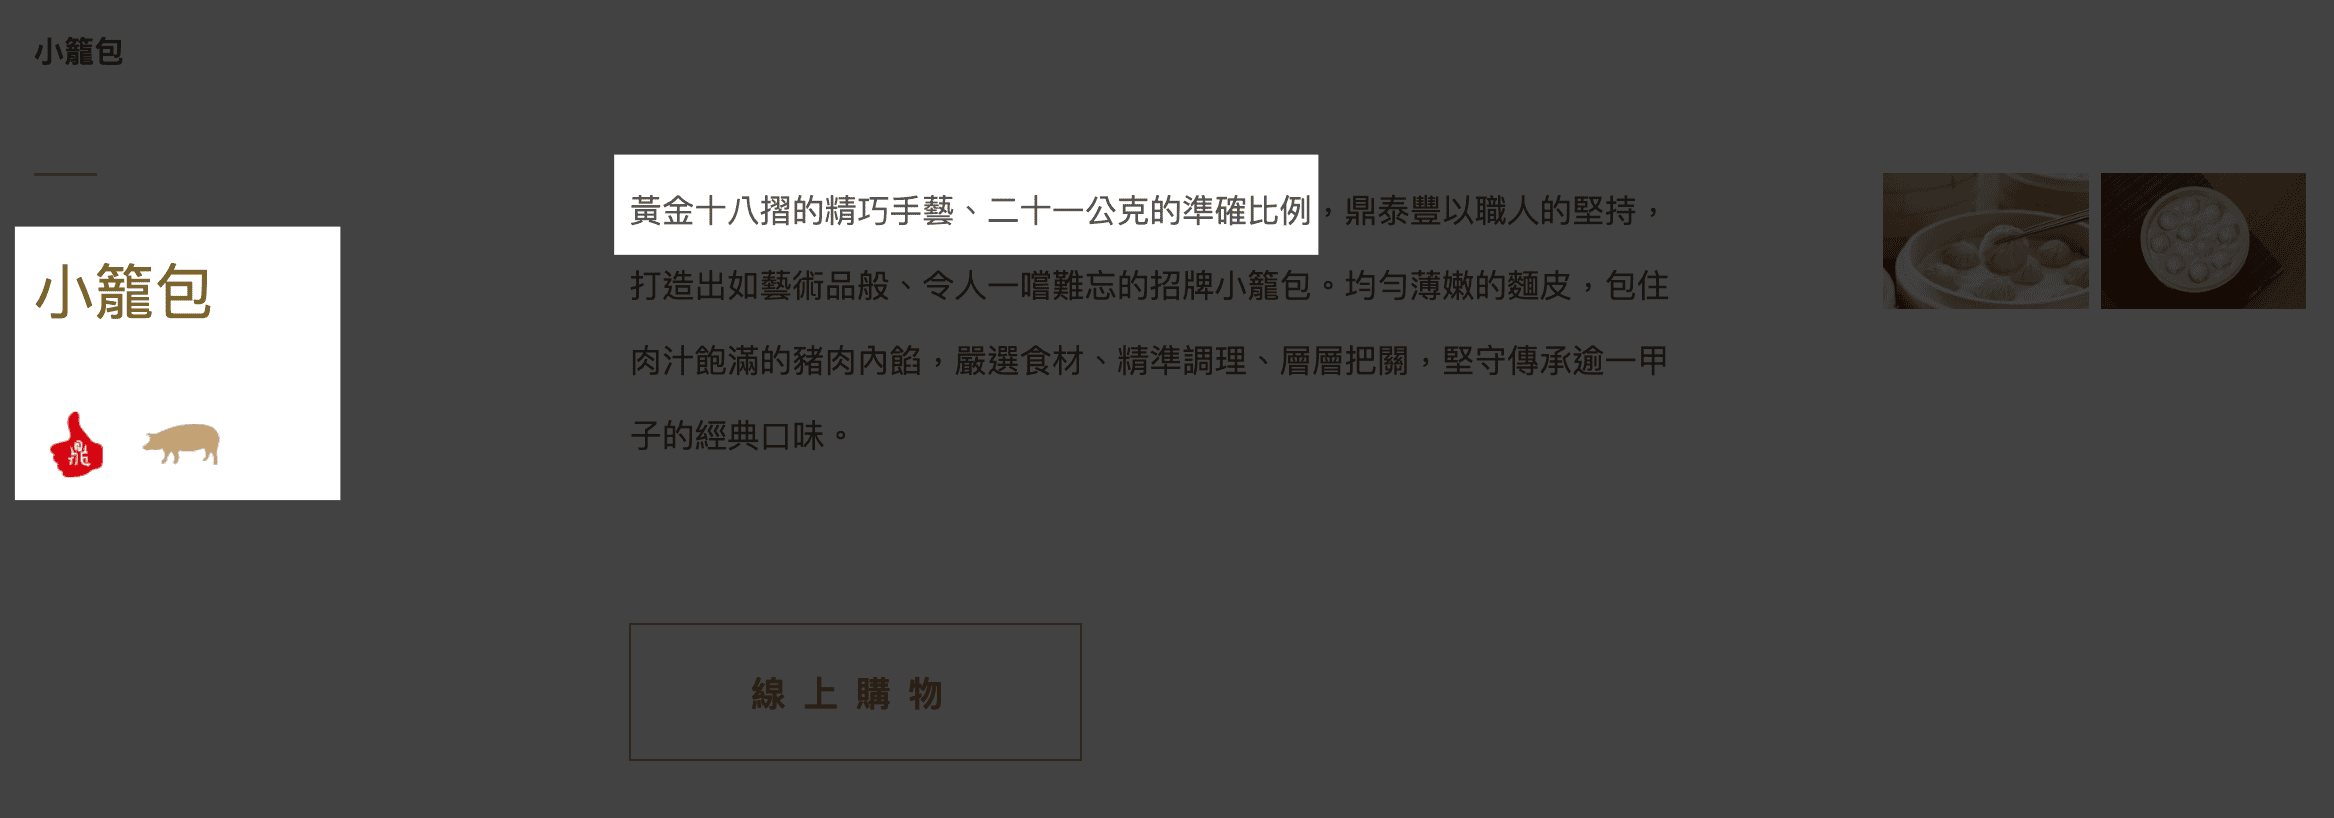 小籠包
小籠包
鼎
黃金十八摺的精巧手藝、二十一公克的準確比例，鼎泰豐以職人的堅持，
打造出如藝術品般、令人一嚐難忘的招牌小籠包。均勻薄嫩的麵皮，包住
肉汁飽滿的豬肉內餡，嚴選食材、精準調理、層層把關，堅守傳承逾一甲
子的經典口味。
線上購物